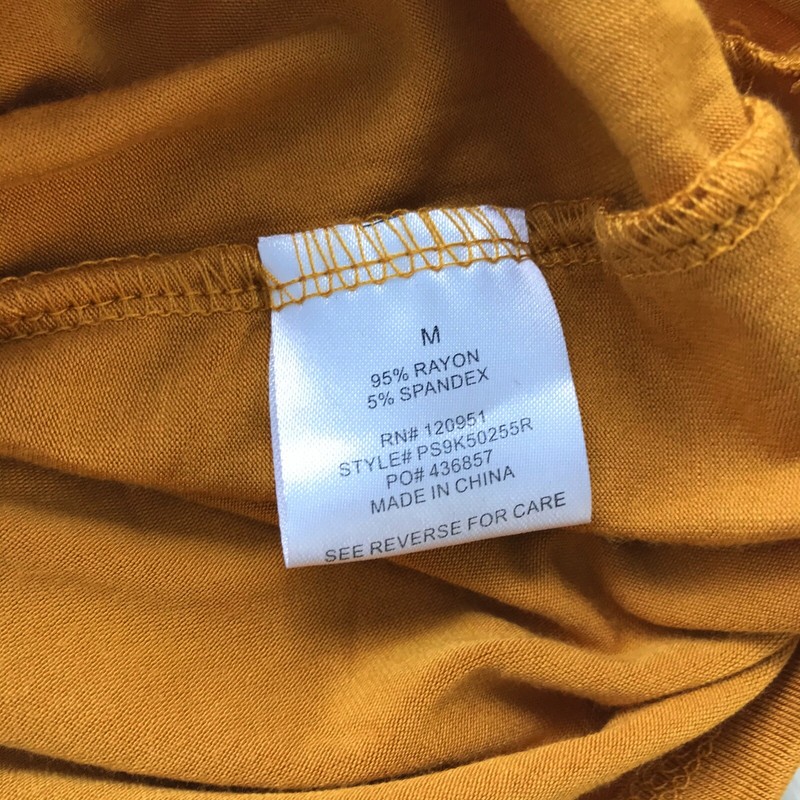 M
95% RAYON
5% SPANDEX
RN# 120951
STYLE# PS9K50255R
PO# 436857
MADE IN CHINA
SEE REVERSE FOR CARE